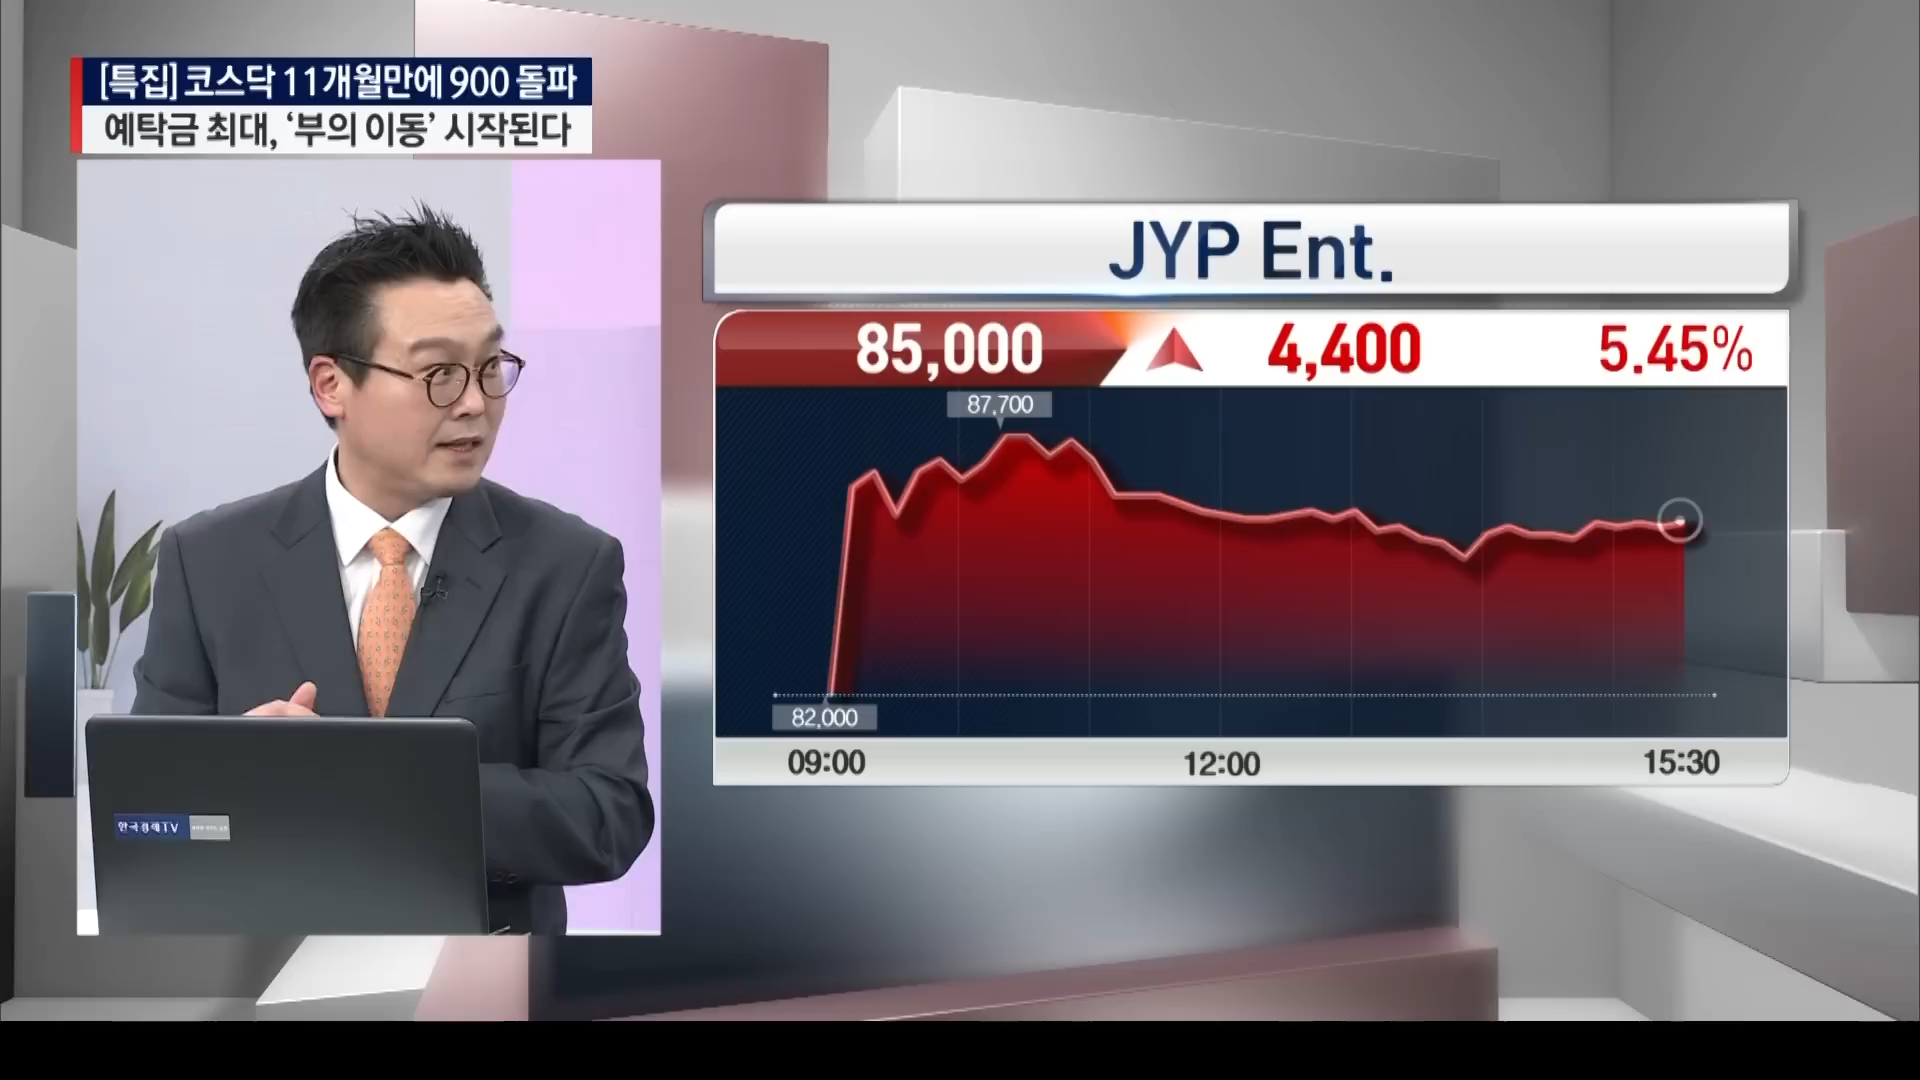 [특집] 코스닥 11개월만에 900 돌파
예탁금 최대, ‘부의 이동’ 시작된다
JYP Ent.
85,000 4,400 5.45%
87,700
82,000
09:00 12:00 15:30
한국경제TV